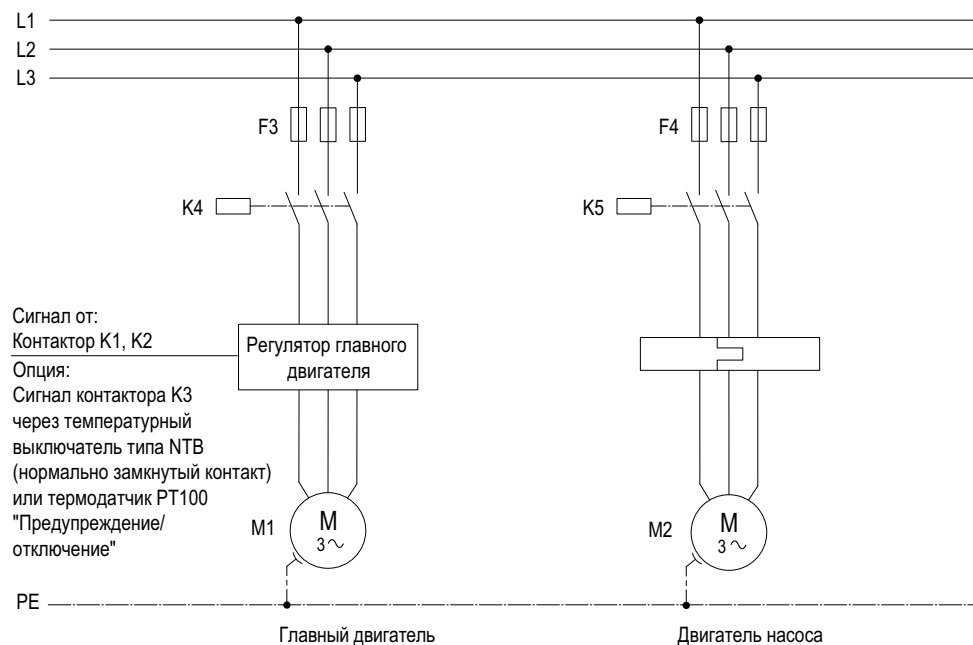 L1
L2
L3
F3
F4
K4
K5
Сигнал от:
Контактор K1, K2
Опция:
Сигнал контактора K3
через температурный
выключатель типа NTB
(нормально замкнутый контакт)
или термодатчик PT100
"Предупреждение/
отключение"
Регулятор главного
двигателя
M1
M
3~
M2
M
3~
PE
Главный двигатель
Двигатель насоса